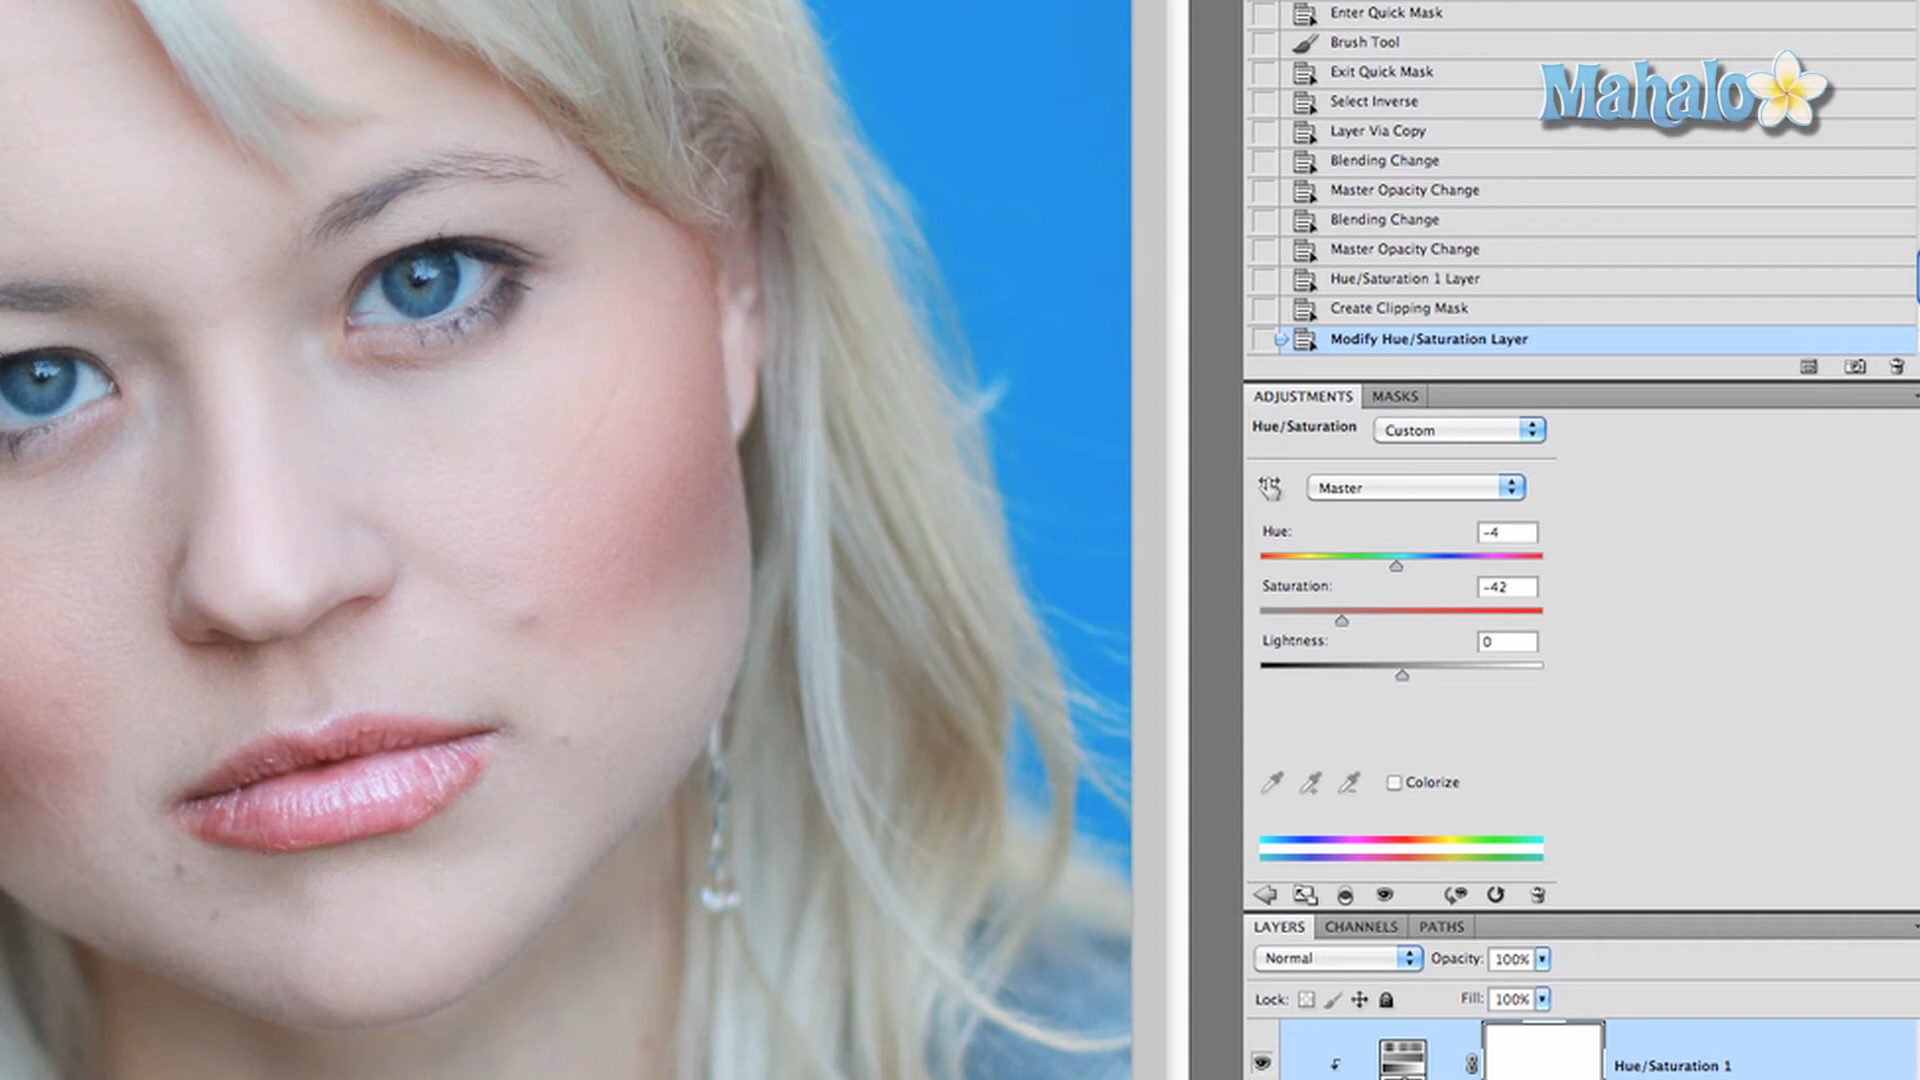 Enter Quick Mask
Brush Tool
Exit Quick Mask
Select Inverse
Layer Via Copy
Blending Change
Master Opacity Change
Blending Change
Master Opacity Change
Hue/Saturation 1 Layer
Create Clipping Mask
Modify Hue/Saturation Layer
Mahalo
ADJUSTMENTS MASKS
Hue/Saturation Custom
Master
Hue: -4
Saturation: -42
Lightness: 0
Colorize
LAYERS CHANNELS PATHS
Normal Opacity: 100%
Lock: Fill: 100%
Hue/Saturation 1